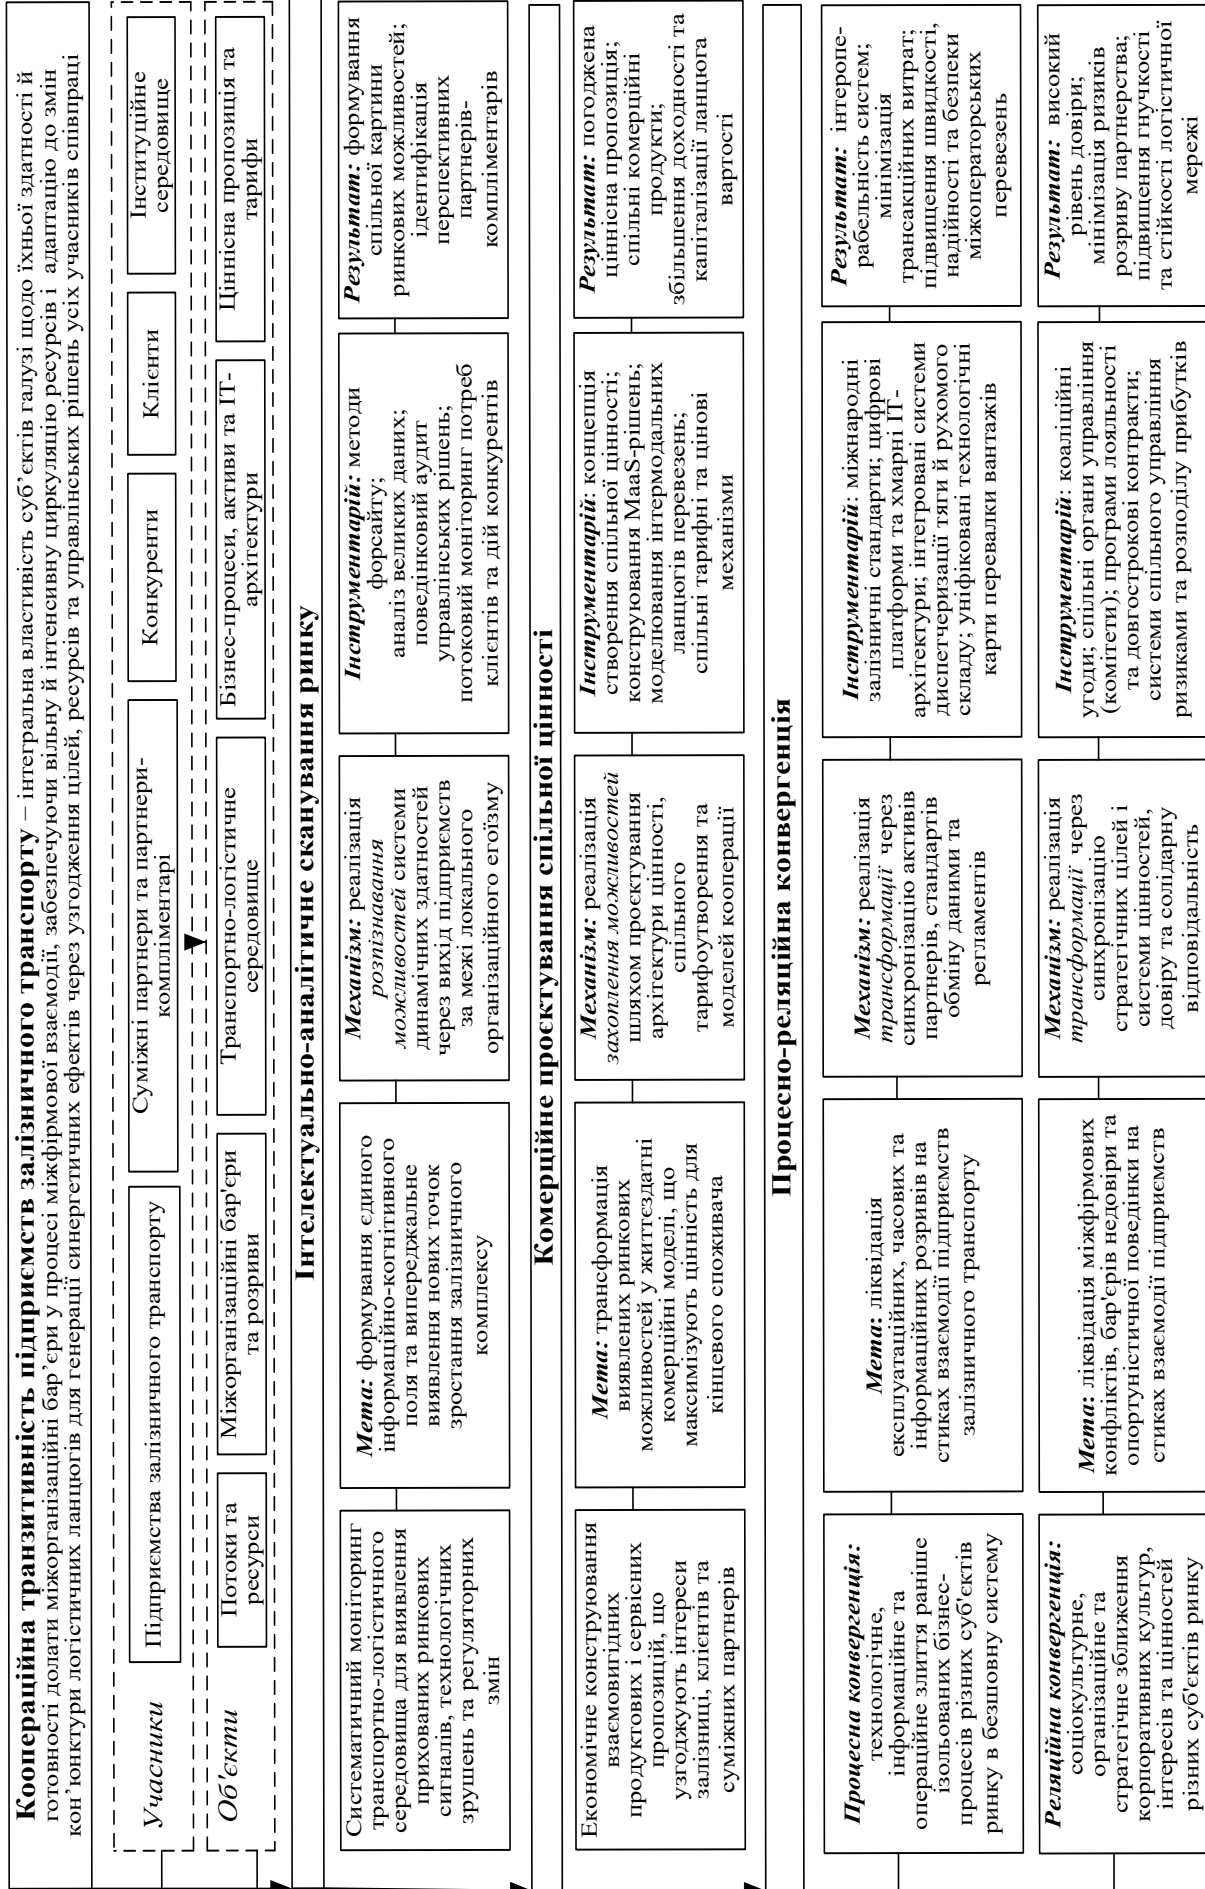 Коопераційна транзитивність підприємств залізничного транспорту – інтегральна властивість суб’єктів галузі щодо їхньої здатності й
готовності долати міжорганізаційні бар’єри у процесі міжфірмової взаємодії, забезпечуючи вільну й інтенсивну циркуляцію ресурсів і адаптацію до змін
кон’юнктури логістичних ланцюгів для генерації синергетичних ефектів через узгодження цілей, ресурсів та управлінських рішень усіх учасників співпраці
Учасники
Підприємства залізничного транспорту
Суміжні партнери та партнери-
компліментарі
Конкуренти
Клієнти
Інституційне
середовище
Об'єкти
Потоки та
ресурси
Міжорганізаційні бар'єри
та розриви
Транспортно-логістичне
середовище
Бізнес-процеси, активи та ІТ-
архітектури
Ціннісна пропозиція та
тарифи
Інтелектуально-аналітичне сканування ринку
Систематичний моніторинг
транспортно-логістичного
середовища для виявлення
прихованих ринкових
сигналів, технологічних
зрушень та регуляторних
змін
Мета: формування єдиного
інформаційно-когнітивного
поля та випереджальне
виявлення нових точок
зростання залізничного
комплексу
Механізм: реалізація
розпізнавання
можливостей системи
динамічних здатностей
через вихід підприємств
за межі локального
організаційного егоїзму
Інструментарій: методи
форсайту;
аналіз великих даних;
поведінковий аудит
управлінських рішень;
потоковий моніторинг потреб
клієнтів та дій конкурентів
Результат: формування
спільної картини
ринкових можливостей;
ідентифікація
перспективних
партнерів-
компліментарів
Комерційне проєктування спільної цінності
Економічне конструювання
взаємовигідних
продуктових і сервісних
пропозицій, що
узгоджують інтереси
залізниці, клієнтів та
суміжних партнерів
Мета: трансформація
виявлених ринкових
можливостей у життєздатні
комерційні моделі, що
максимізують цінність для
кінцевого споживача
Механізм: реалізація
захоплення можливостей
шляхом проєктування
архітектури цінності,
спільного
тарифоутворення та
моделей кооперації
Інструментарій: концепція
створення спільної цінності;
конструювання MaaS-рішень;
моделювання інтермодальних
ланцюгів перевезень;
спільні тарифні та цінові
механізми
Результат: погоджена
ціннісна пропозиція;
спільні комерційні
продукти;
збільшення доходності та
капіталізації ланцюга
вартості
Процесно-реляційна конвергенція
Процесна конвергенція:
технологічне,
інформаційне та
операційне злиття раніше
ізольованих бізнес-
процесів різних суб'єктів
ринку в безшовну систему
Мета: ліквідація
експлуатаційних, часових та
інформаційних розривів на
стиках взаємодії підприємств
залізничного транспорту
Механізм: реалізація
трансформації через
синхронізацію активів
партнерів, стандартів
обміну даними та
регламентів
Інструментарій: міжнародні
залізничні стандарти; цифрові
платформи та хмарні ІТ-
архітектури; інтегровані системи
диспетчеризації тяги й рухомого
складу; уніфіковані технологічні
карти перевалки вантажів
Результат: інтеропе-
рабельність систем;
мінімізація
трансакційних витрат;
підвищення швидкості,
надійності та безпеки
міжоператорських
перевезень
Реляційна конвергенція:
соціокультурне,
організаційне та
стратегічне зближення
корпоративних культур,
інтересів та цінностей
різних суб'єктів ринку
Мета: ліквідація міжфірмових
конфліктів, бар'єрів недовіри та
опортуністичної поведінки на
стиках взаємодії підприємств
Механізм: реалізація
трансформації через
синхронізацію
стратегічних цілей і
системи цінностей,
довіру та солідарну
відповідальність
Інструментарій: коаліційні
угоди; спільні органи управління
(комітети); програми лояльності
та довгострокові контракти;
системи спільного управління
ризиками та розподілу прибутків
Результат: високий
рівень довіри;
мінімізація ризиків
розриву партнерства;
підвищення гнучкості
та стійкості логістичної
мережі